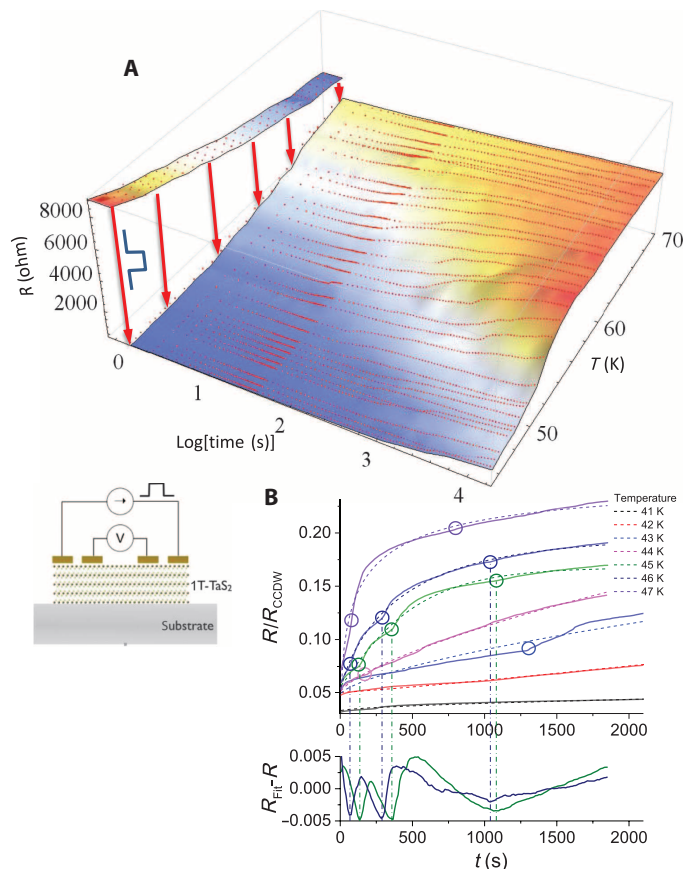 A
8000
6000
4000
2000
R (ohm)
0
1
2
3
4
Log[time (s)]
70
60
50
T (K)
V
1T-TaS2
Substrate
B
Temperature
41 K
42 K
43 K
44 K
45 K
46 K
47 K
0.20
0.15
0.10
0.05
R/RCCDW
0
500
1000
1500
2000
0.005
0.000
−0.005
RFit-R
0
500
1000
1500
2000
t (s)